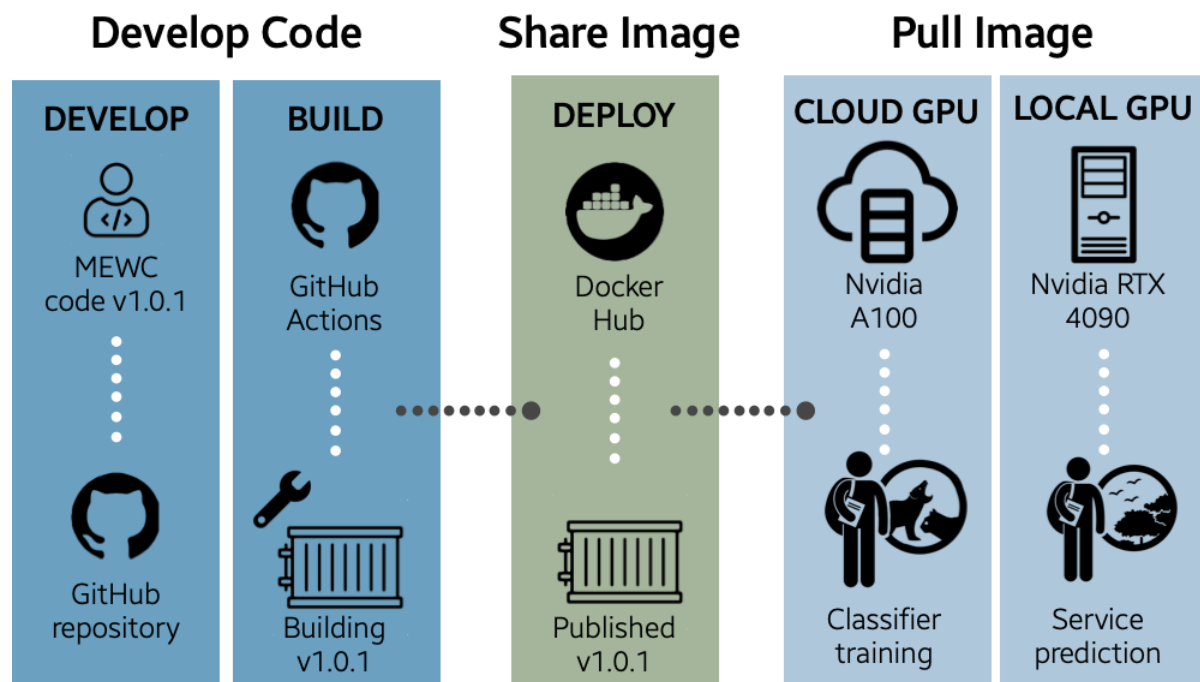 Develop Code
Share Image
Pull Image
DEVELOP
MEWC
code v1.0.1
GitHub
repository
BUILD
GitHub
Actions
Building
v1.0.1
DEPLOY
Docker
Hub
Published
v1.0.1
CLOUD GPU
Nvidia
A100
Classifier
training
LOCAL GPU
Nvidia RTX
4090
Service
prediction